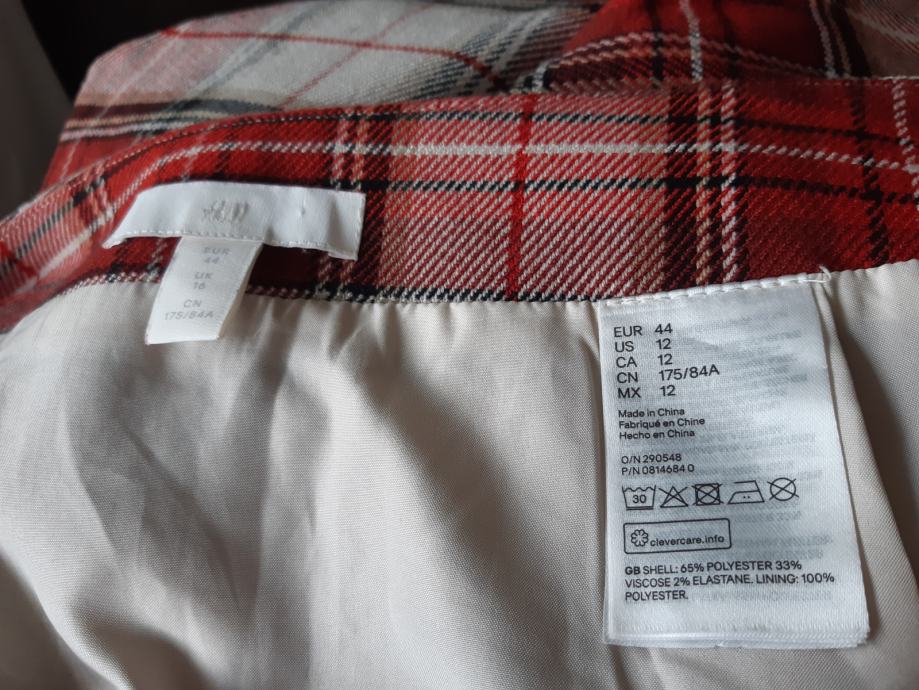 H&M
EUR
44
UK
16
CN
175/84A
EUR 44
US 12
CA 12
CN 175/84A
MX 12
Made in China
Fabriqué en Chine
Hecho en China
O/N 290548
P/N 0814684 0
30
clevercare.info
GB SHELL: 65% POLYESTER 33%
VISCOSE 2% ELASTANE. LINING: 100%
POLYESTER.